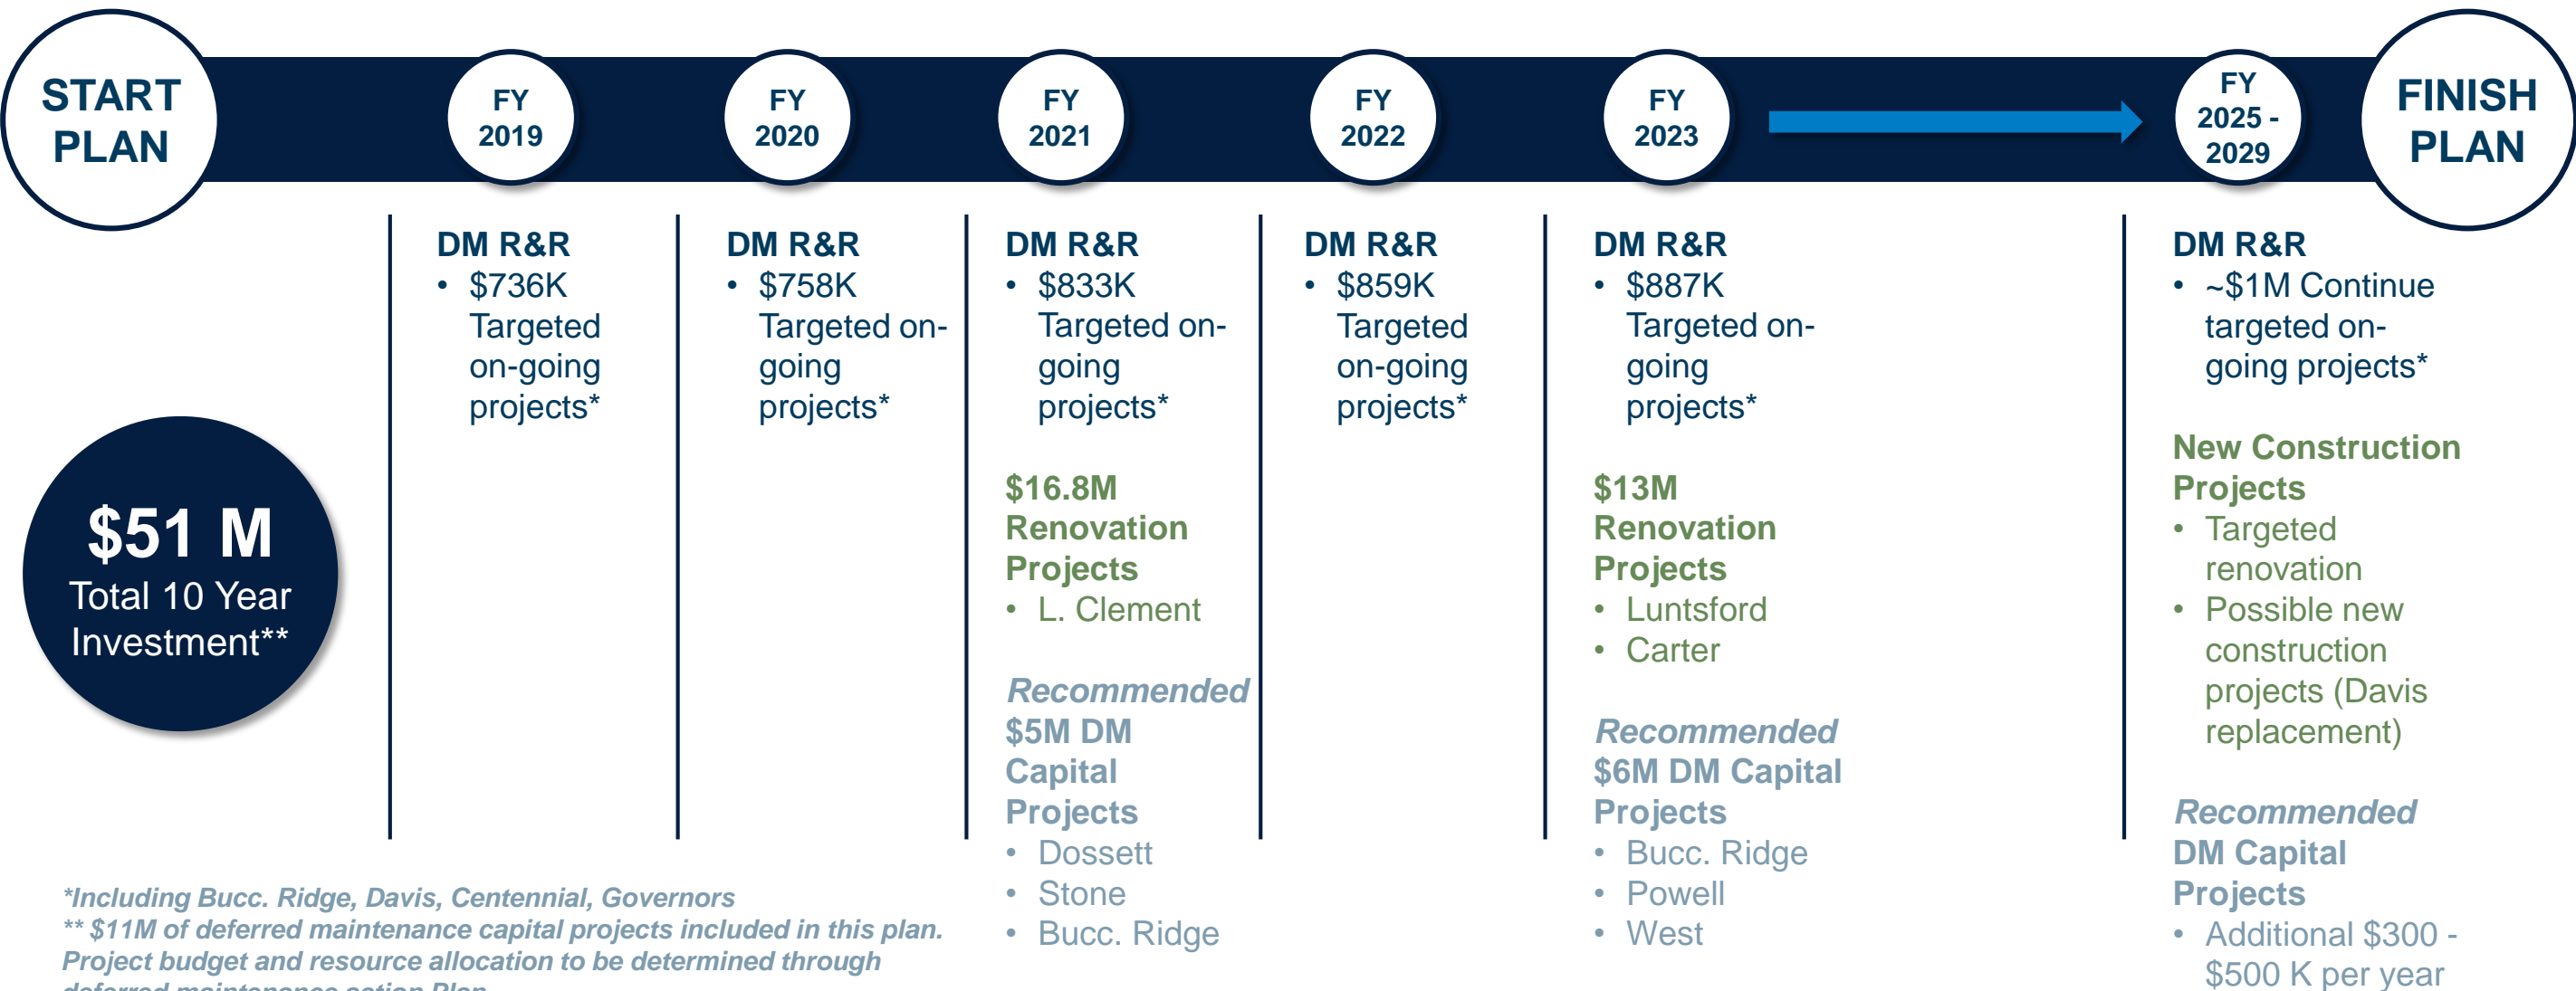 START
PLAN
FY
2019
FY
2020
FY
2021
FY
2022
FY
2023
FY
2025 -
2029
FINISH
PLAN
$51 M
Total 10 Year
Investment**
DM R&R
• $736K
Targeted
on-going
projects*
DM R&R
• $758K
Targeted on-
going
projects*
DM R&R
• $833K
Targeted on-
going
projects*
$16.8M
Renovation
Projects
• L. Clement
Recommended
$5M DM
Capital
Projects
• Dossett
• Stone
• Bucc. Ridge
DM R&R
• $859K
Targeted
on-going
projects*
DM R&R
• $887K
Targeted on-
going
projects*
$13M
Renovation
Projects
• Luntsford
• Carter
Recommended
$6M DM Capital
Projects
• Bucc. Ridge
• Powell
• West
DM R&R
• ~$1M Continue
targeted on-
going projects*
New Construction
Projects
• Targeted
renovation
• Possible new
construction
projects (Davis
replacement)
Recommended
DM Capital
Projects
• Additional $300 -
$500 K per year
*Including Bucc. Ridge, Davis, Centennial, Governors
** $11M of deferred maintenance capital projects included in this plan.
Project budget and resource allocation to be determined through
deferred maintenance action Plan